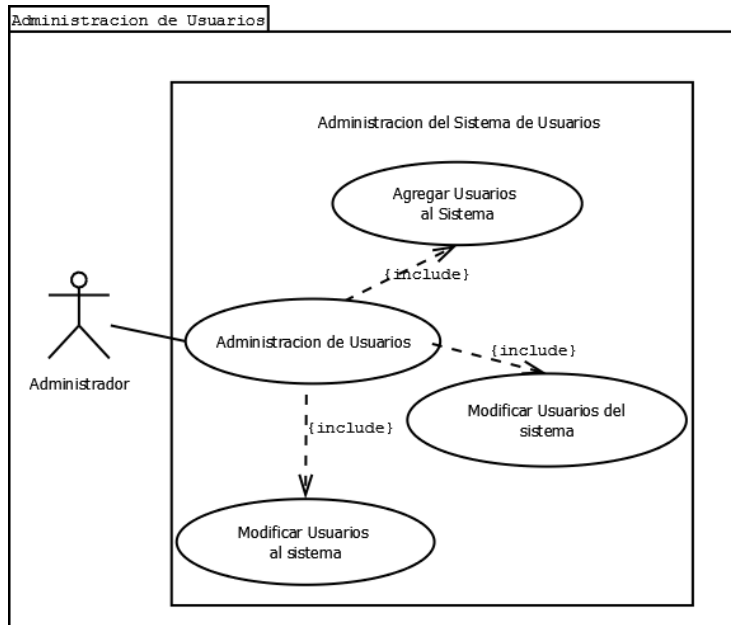 Administracion de Usuarios
Administracion del Sistema de Usuarios
Agregar Usuarios
al Sistema
{include}
Administracion de Usuarios
{include}
Administrador
Modificar Usuarios del
sistema
{include}
Modificar Usuarios
al sistema